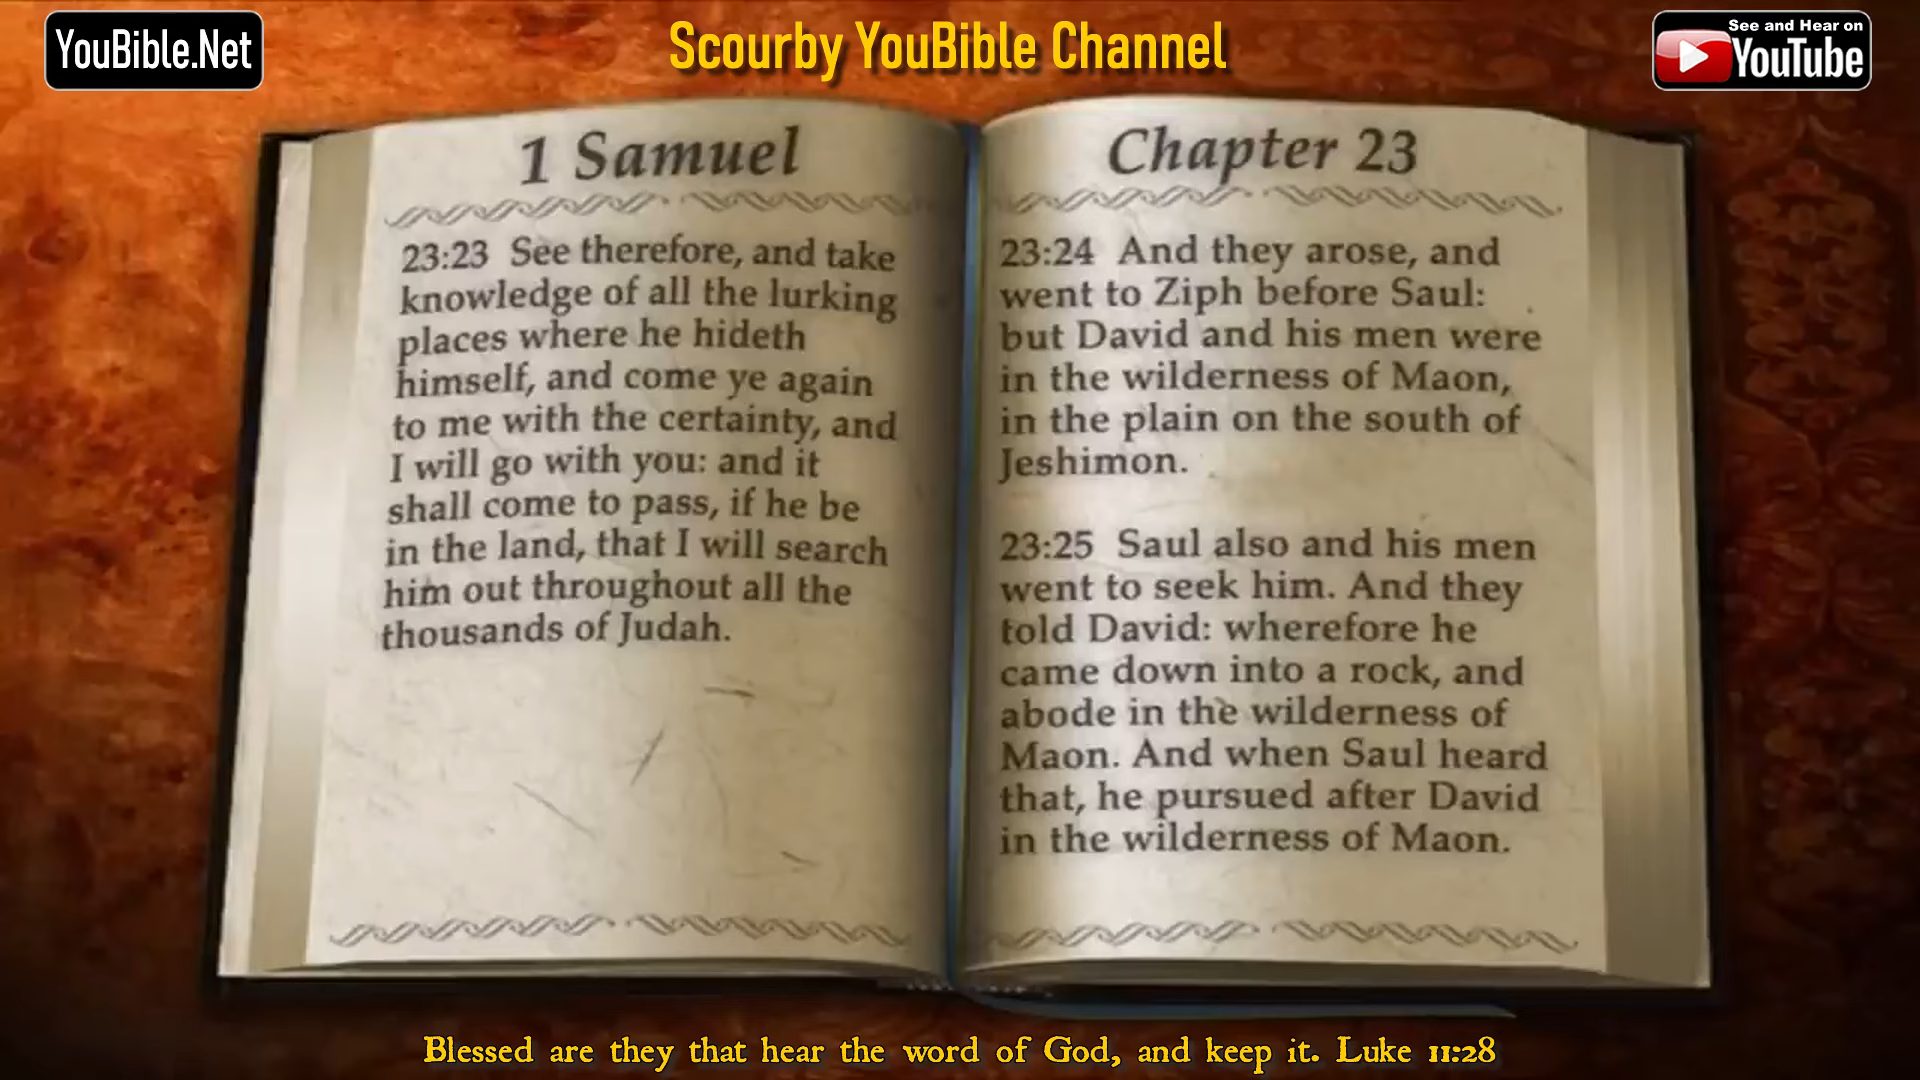 YouBible.Net
Scourby YouBible Channel
See and Hear on
YouTube
1 Samuel
23:23 See therefore, and take
knowledge of all the lurking
places where he hideth
himself, and come ye again
to me with the certainty, and
I will go with you: and it
shall come to pass, if he be
in the land, that I will search
him out throughout all the
thousands of Judah.
Chapter 23
23:24 And they arose, and
went to Ziph before Saul:
but David and his men were
in the wilderness of Maon,
in the plain on the south of
Jeshimon.
23:25 Saul also and his men
went to seek him. And they
told David: wherefore he
came down into a rock, and
abode in the wilderness of
Maon. And when Saul heard
that, he pursued after David
in the wilderness of Maon.
Blessed are they that hear the word of God, and keep it. Luke 11:28